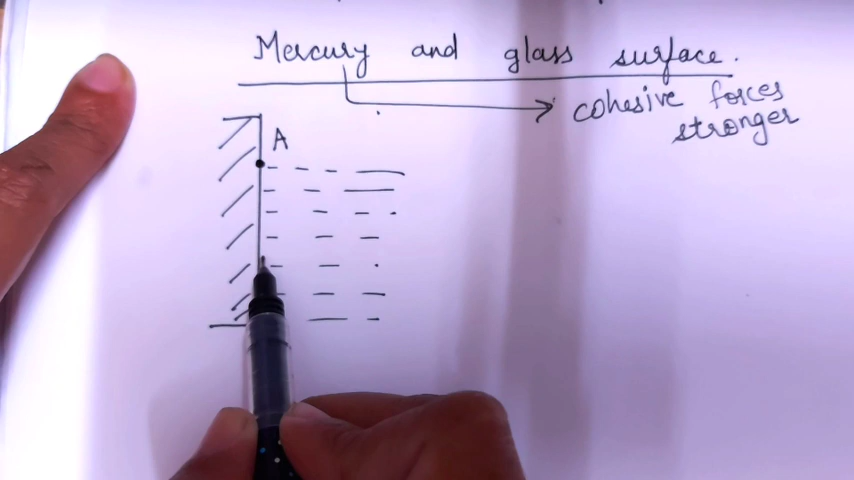 Mercury and glass surface.
cohesive forces
stronger
A